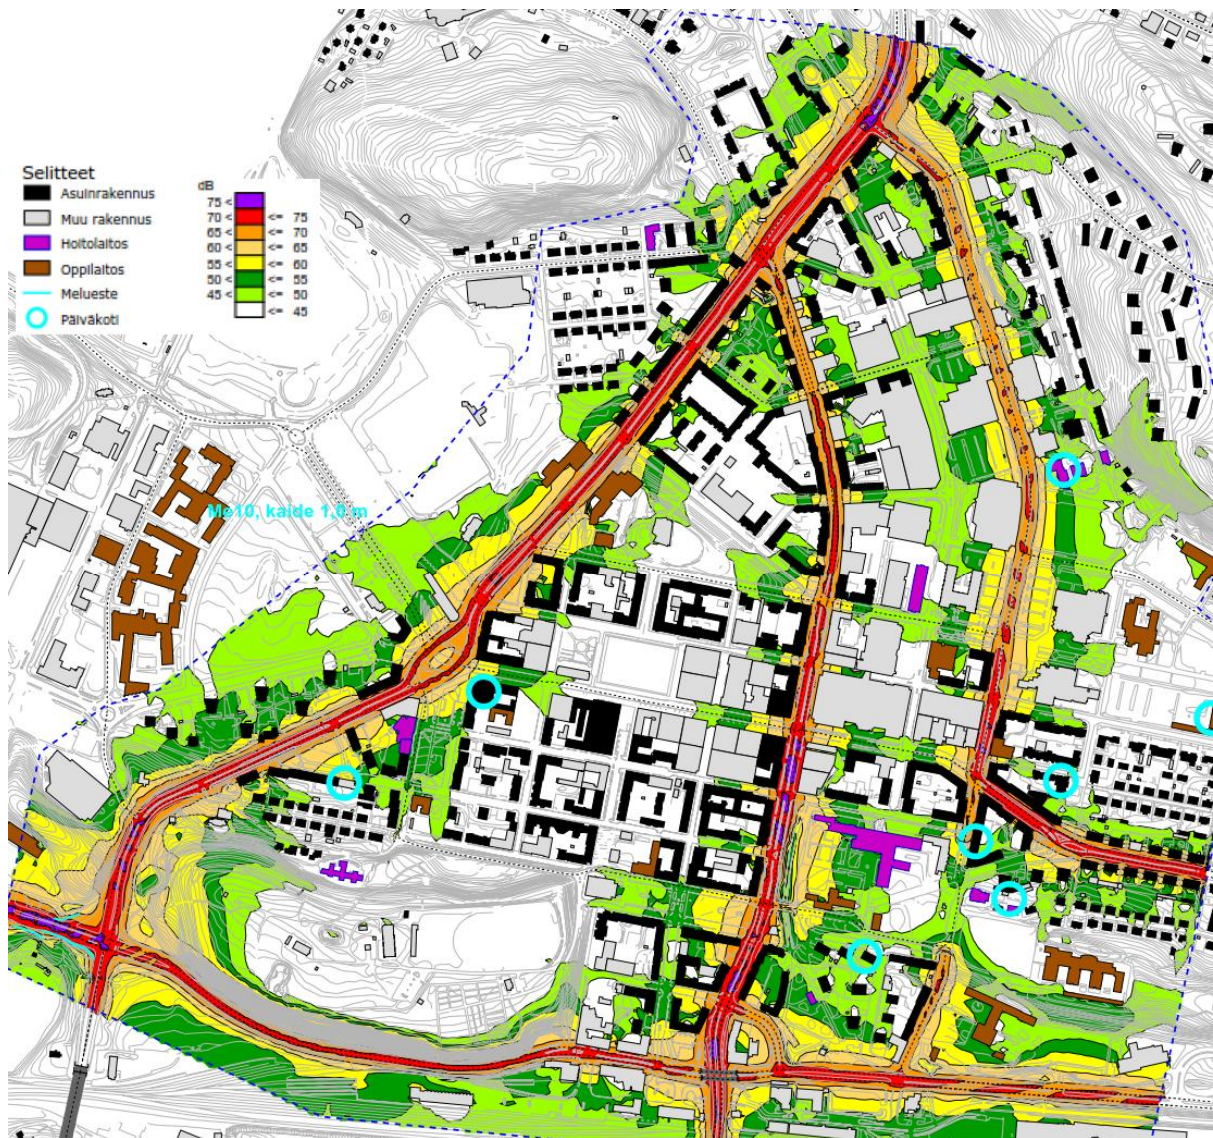 Selitteet
Asuinrakennus
Muu rakennus
Hoitolaitos
Oppilaitos
Melueste
Päiväkoti
dB
75 <
70 < <= 75
65 < <= 70
60 < <= 65
55 < <= 60
50 < <= 55
45 < <= 50
<= 45
Me10, kaide 1,0 m